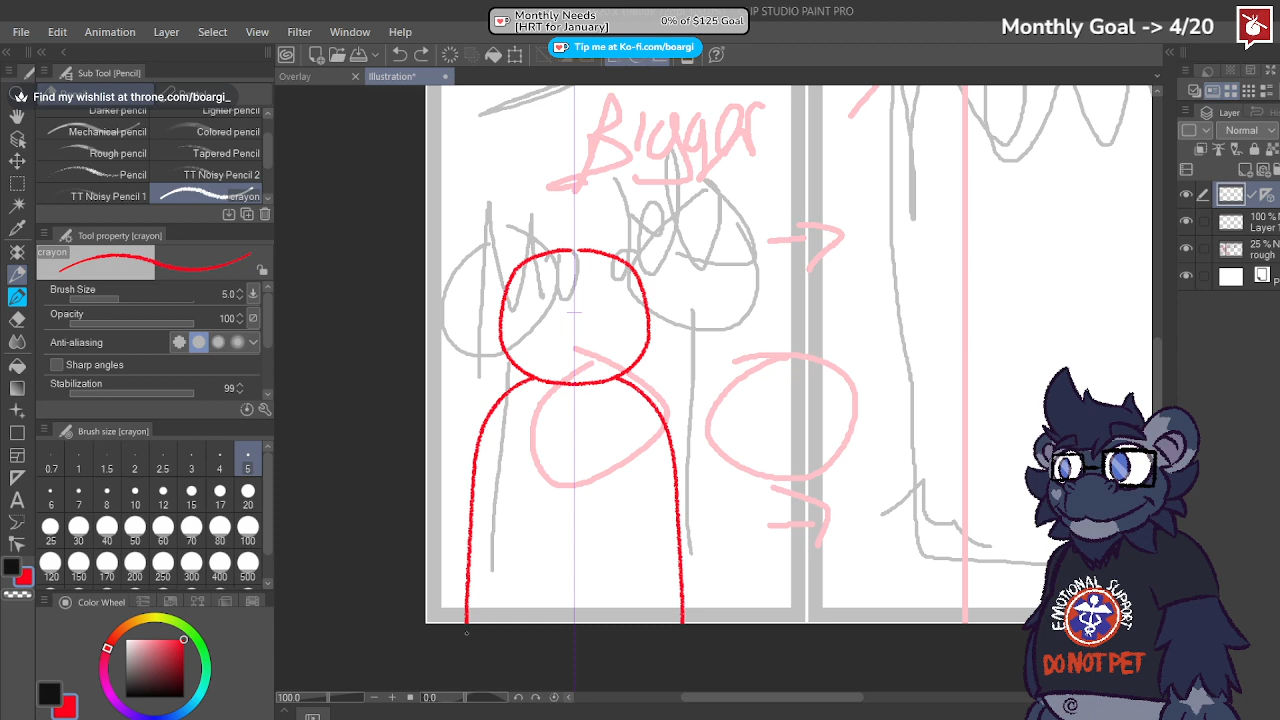 Monthly Needs
[HRT for January]
0% of $125 Goal
Tip me at Ko-fi.com/boargi
IP STUDIO PAINT PRO
Monthly Goal -> 4/20
File Edit Animation Layer Select View Filter Window Help
Overlay
Illustration*
Sub Tool [Pencil]
Find my wishlist at throne.com/boargi_
Darker pencil
Lighter pencil
Mechanical pencil
Colored pencil
Rough pencil
Tapered Pencil
Pencil
TT Noisy Pencil 2
TT Noisy Pencil 1
crayon
Tool property [crayon]
crayon
Brush Size 5.0
Opacity 100
Anti-aliasing
Sharp angles
Stabilization 99
Brush size [crayon]
0.7 1 1.5 2 2.5 3 4 5
6 7 8 10 12 15 17 20
25 30 40 50 60 70 80 100
120 150 170 200 250 300 400 500
Color Wheel
Biggar
100.0
0.0
Layer
Normal
100 %
Layer 1
25 %
rough
EMOTIONAL SUPPORT
DO NOT PET